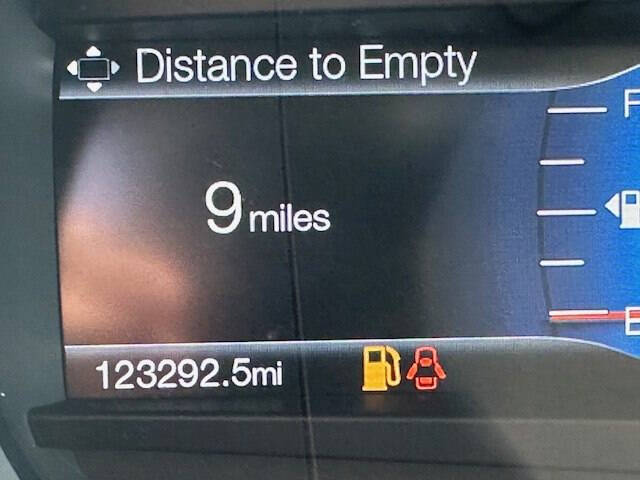 Distance to Empty
F
9 miles
E
123292.5mi